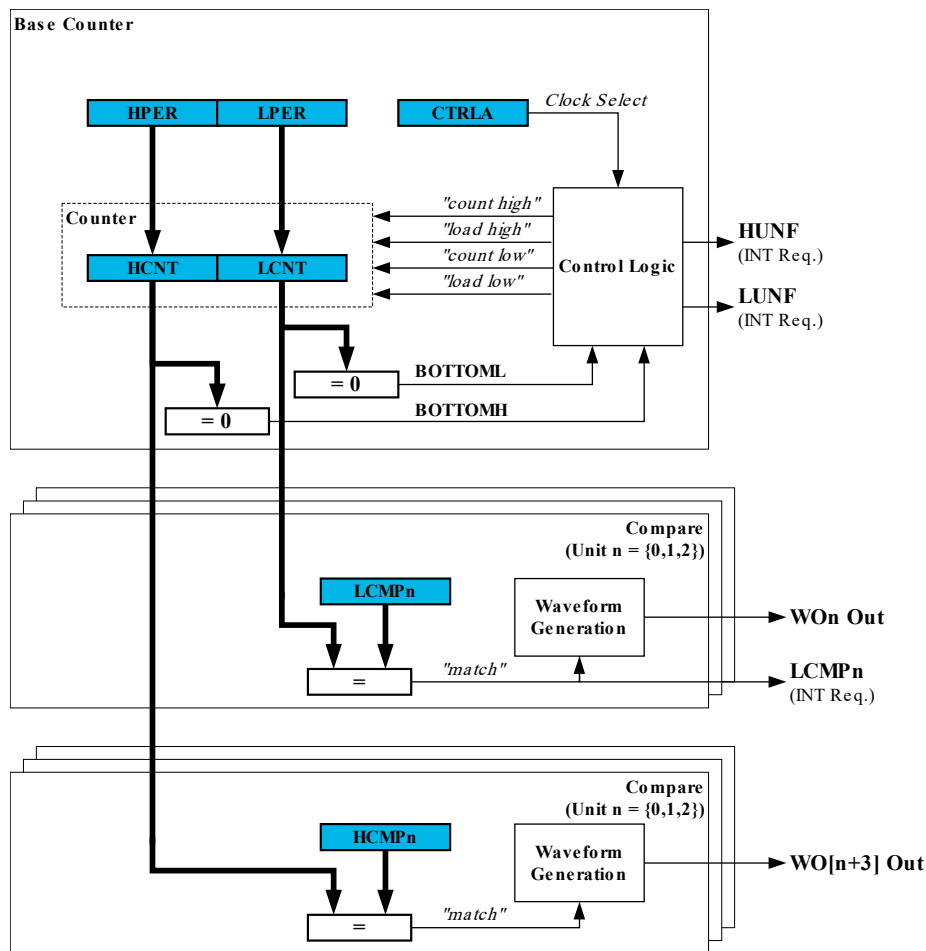 Base Counter
HPER LPER
CTRLA
Clock Select
Counter
"count high"
"load high"
"count low"
"load low"
HCNT LCNT
Control Logic
HUNF
(INT Req.)
LUNF
(INT Req.)
= 0
BOTTOML
= 0
BOTTOMH
Compare
(Unit n = {0,1,2})
LCMPn
Waveform
Generation
WOn Out
=
"match"
LCMPn
(INT Req.)
Compare
(Unit n = {0,1,2})
HCMPn
Waveform
Generation
WO[n+3] Out
=
"match"